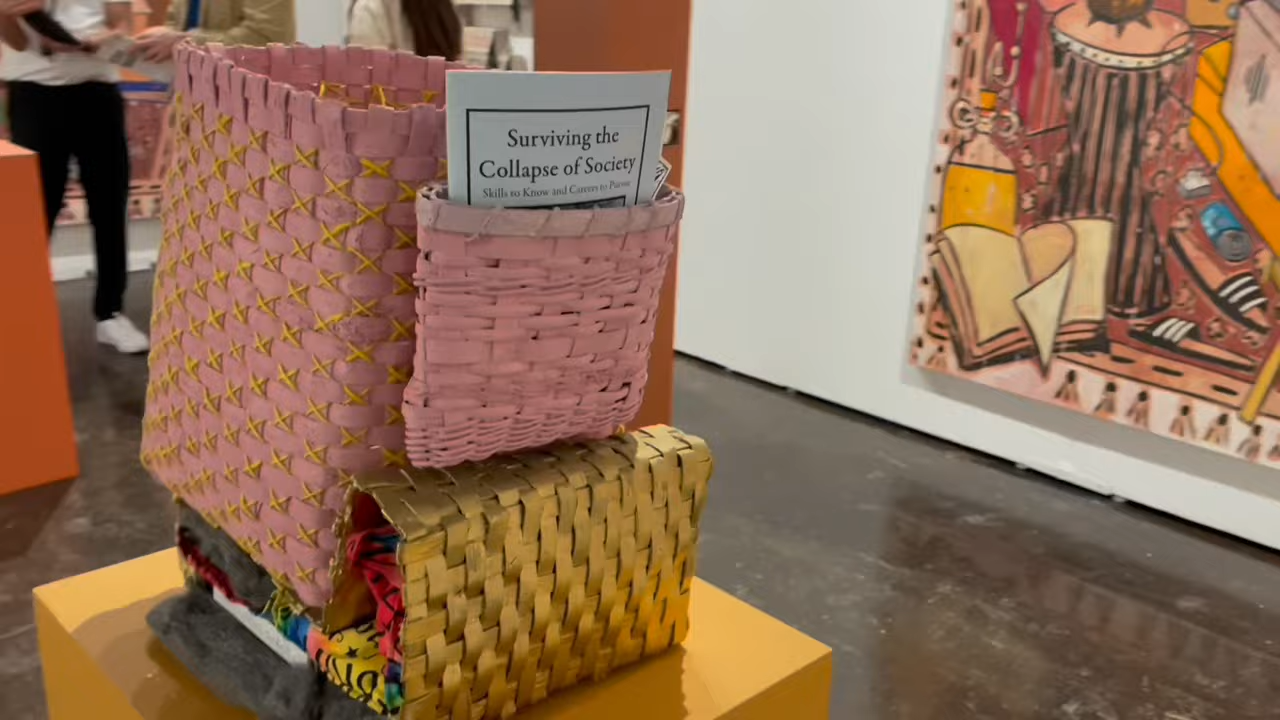 Surviving the
Collapse of Society
Skills to Know and Careers to Pursue